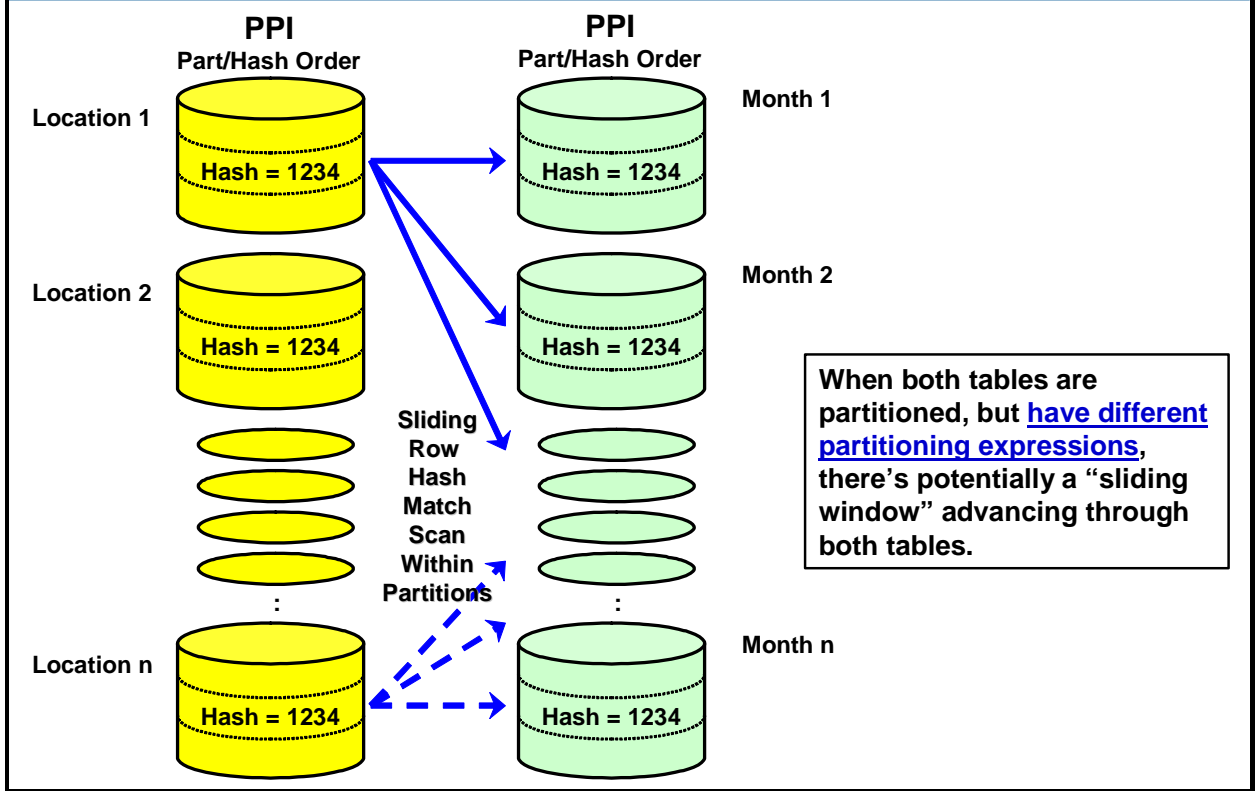 PPI
Part/Hash Order
PPI
Part/Hash Order
Location 1
Hash = 1234
Hash = 1234
Month 1
Location 2
Hash = 1234
Hash = 1234
Month 2
Sliding
Row
Hash
Match
Scan
Within
Partitions
When both tables are
partitioned, but have different
partitioning expressions,
there's potentially a “sliding
window” advancing through
both tables.
:
:
Location n
Hash = 1234
Hash = 1234
Month n